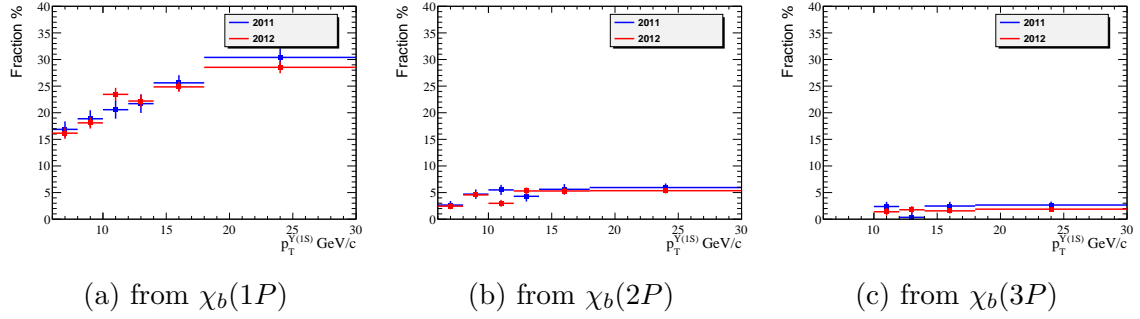 Fraction %
40
35
30
25
20
15
10
5
0
2011
2012
10 15 20 25 30
p_T^Υ(1S) GeV/c
(a) from χ_b(1P)
Fraction %
40
35
30
25
20
15
10
5
0
2011
2012
10 15 20 25 30
p_T^Υ(1S) GeV/c
(b) from χ_b(2P)
Fraction %
40
35
30
25
20
15
10
5
0
2011
2012
10 15 20 25 30
p_T^Υ(1S) GeV/c
(c) from χ_b(3P)